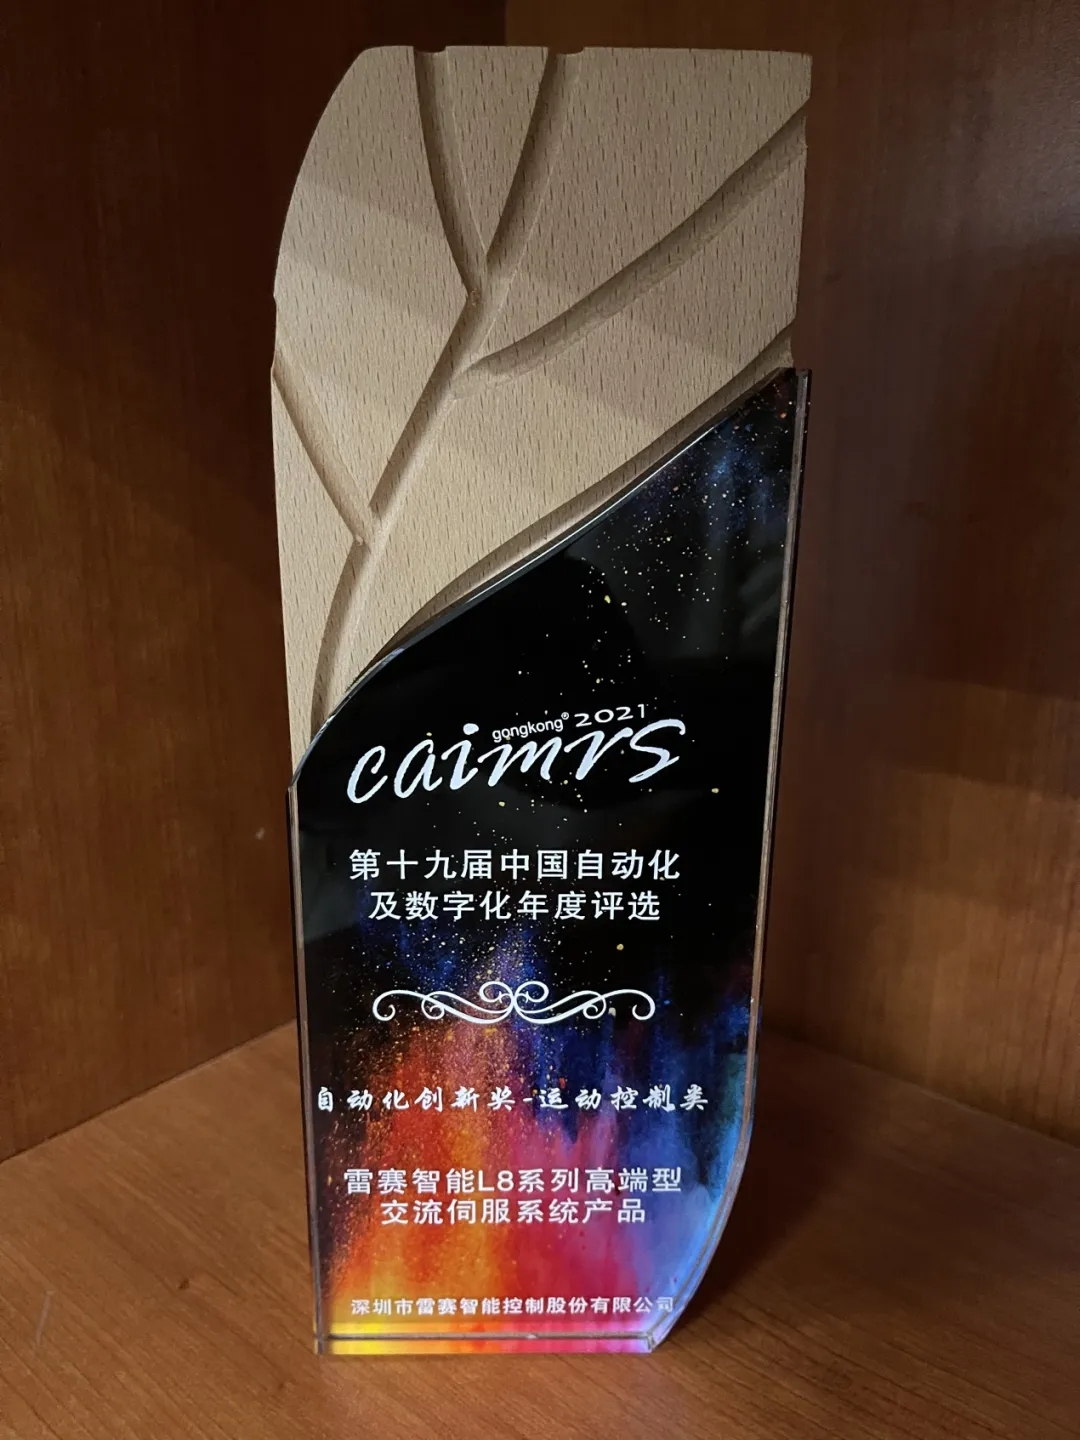 gongkong® 2021
caimrs
第十九届中国自动化
及数字化年度评选
自动化创新奖-运动控制类
雷赛智能L8系列高端型
交流伺服系统产品
深圳市雷赛智能控制股份有限公司